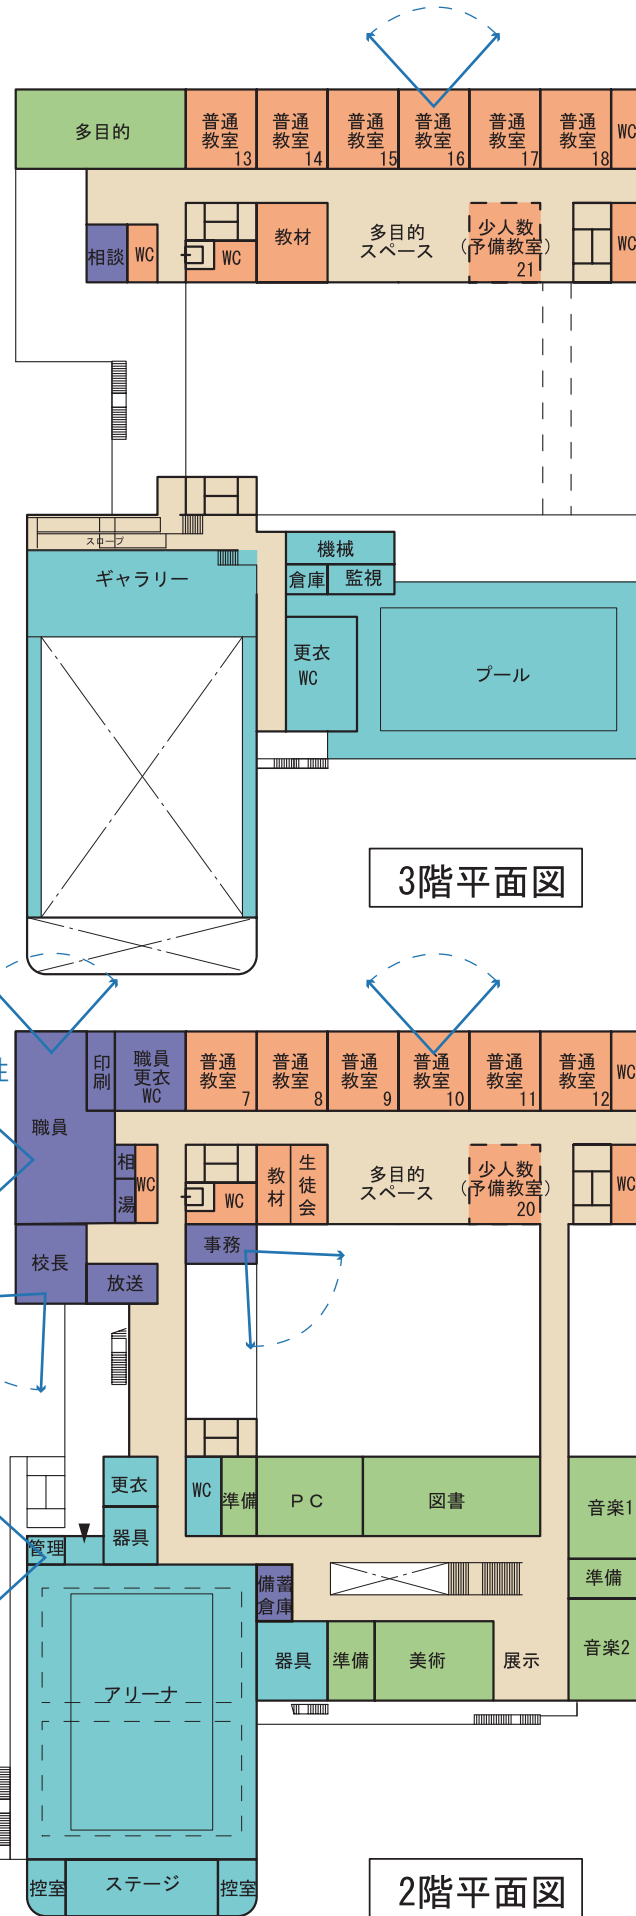 多目的
普通
教室
13
普通
教室
14
普通
教室
15
普通
教室
16
普通
教室
17
普通
教室
18
WC
相談
WC
WC
教材
多目的
スペース
少人数
(予備教室)
21
WC
スロープ
ギャラリー
機械
倉庫
監視
更衣
WC
プール
3階平面図
性
職員
印
刷
職員
更衣
WC
普通
教室
7
普通
教室
8
普通
教室
9
普通
教室
10
普通
教室
11
普通
教室
12
WC
相
湯
WC
WC
教
材
生
徒
会
多目的
スペース
少人数
(予備教室)
20
WC
校長
放送
事務
更衣
WC
準備
PC
図書
音楽1
管理
器具
準備
備蓄
倉庫
音楽2
器具
準備
美術
展示
アリーナ
控室
ステージ
控室
2階平面図